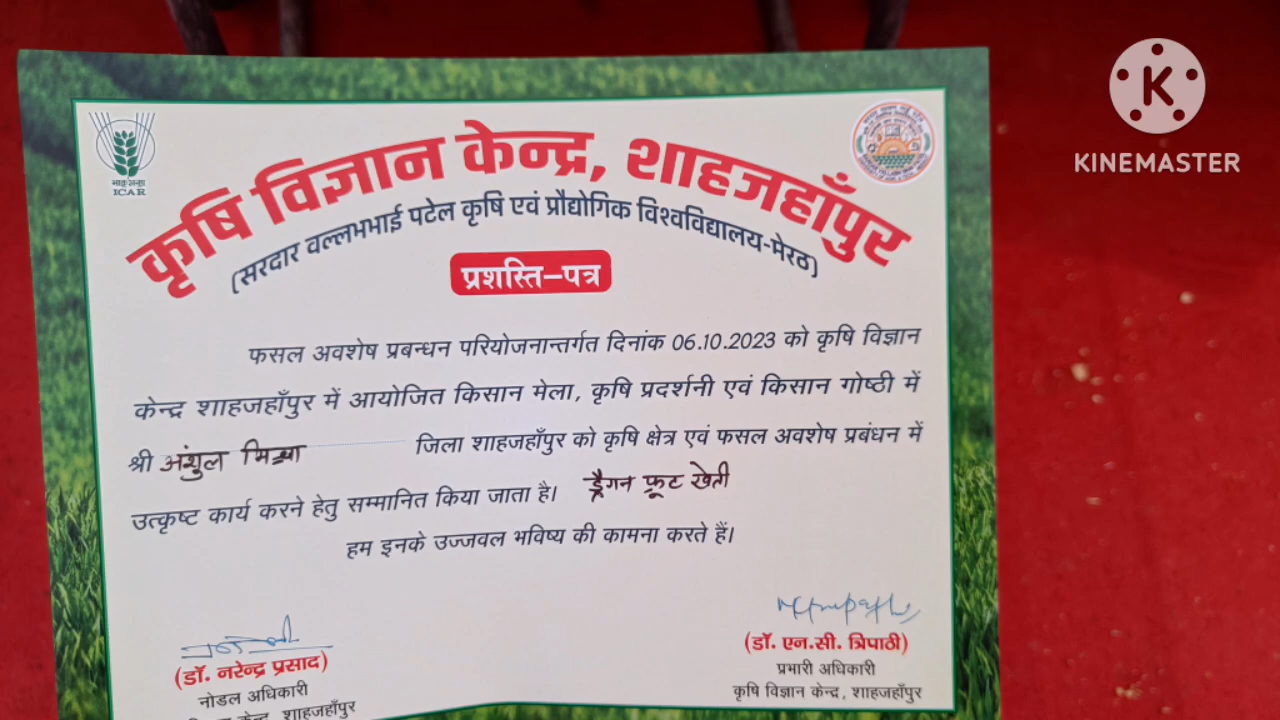 कृषि विज्ञान केन्द्र, शाहजहाँपुर
(सरदार वल्लभभाई पटेल कृषि एवं प्रौद्योगिक विश्वविद्यालय-मेरठ)
ICAR
प्रशस्ति-पत्र
फसल अवशेष प्रबन्धन परियोजनान्तर्गत दिनांक 06.10.2023 को कृषि विज्ञान
केन्द्र शाहजहाँपुर में आयोजित किसान मेला, कृषि प्रदर्शनी एवं किसान गोष्ठी में
श्री अंशुल मिश्रा जिला शाहजहाँपुर को कृषि क्षेत्र एवं फसल अवशेष प्रबंधन में
उत्कृष्ट कार्य करने हेतु सम्मानित किया जाता है। ड्रैगन फ्रूट खेती
हम इनके उज्जवल भविष्य की कामना करते हैं।
(डॉ. नरेन्द्र प्रसाद)
नोडल अधिकारी
केन्द्र, शाहजहाँपुर
(डॉ. एन.सी. त्रिपाठी)
प्रभारी अधिकारी
कृषि विज्ञान केन्द्र, शाहजहाँपुर
KINEMASTER